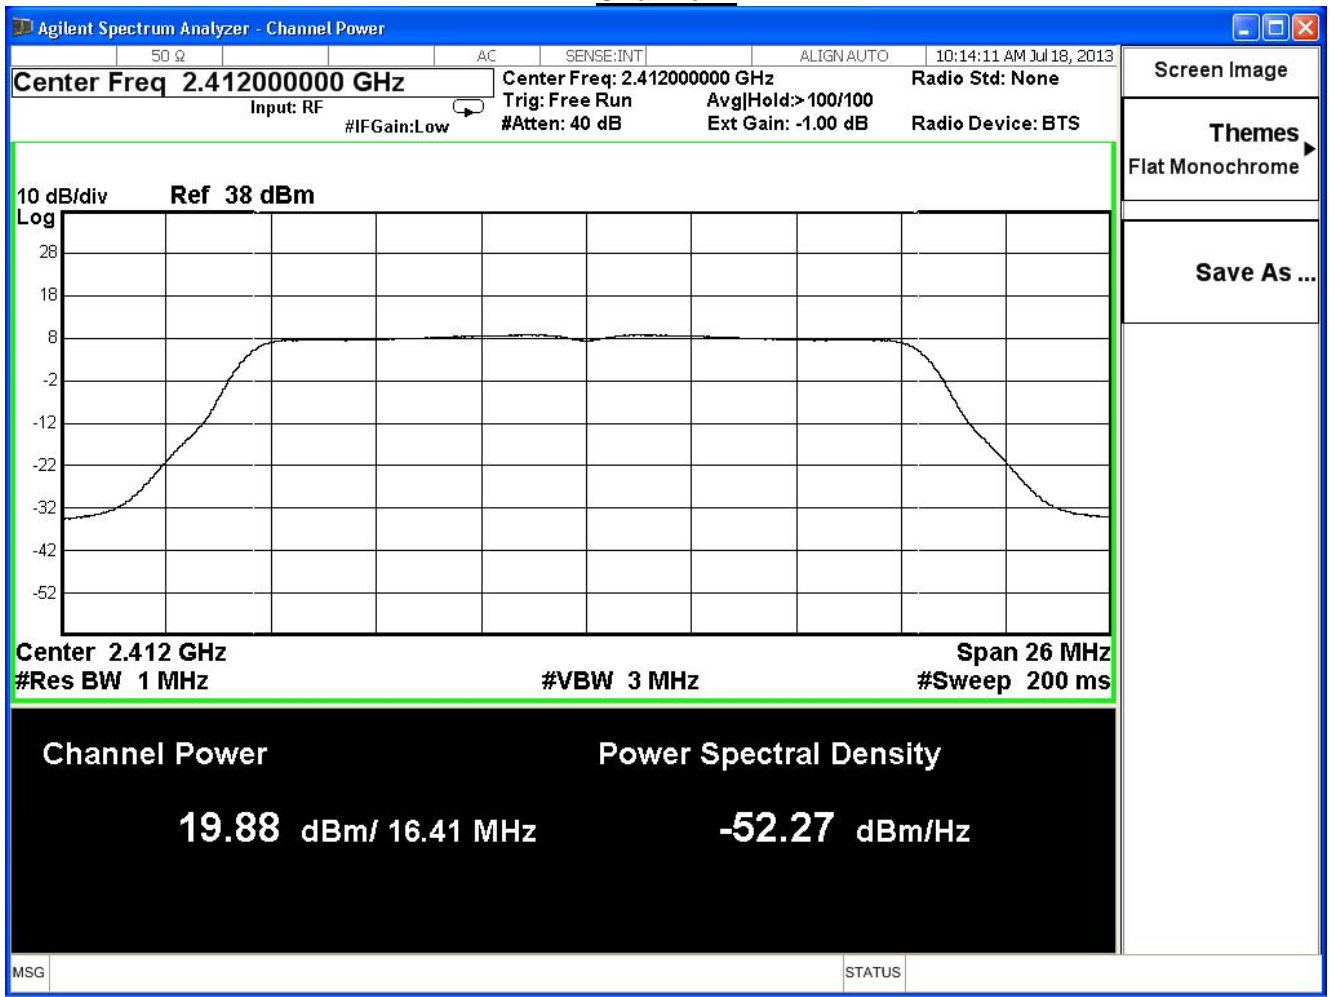 Agilent Spectrum Analyzer - Channel Power
50 Ω AC SENSE:INT ALIGN AUTO 10:14:11 AM Jul 18, 2013
Center Freq 2.412000000 GHz
Input: RF
#IFGain:Low
Center Freq: 2.412000000 GHz
Trig: Free Run Avg|Hold:> 100/100
#Atten: 40 dB Ext Gain: -1.00 dB
Radio Std: None
Radio Device: BTS
10 dB/div Ref 38 dBm
Log
28
18
8
-2
-12
-22
-32
-42
-52
Center 2.412 GHz Span 26 MHz
#Res BW 1 MHz #VBW 3 MHz #Sweep 200 ms
Channel Power Power Spectral Density
19.88 dBm/ 16.41 MHz -52.27 dBm/Hz
MSG STATUS
Screen Image
Themes
Flat Monochrome
Save As ...